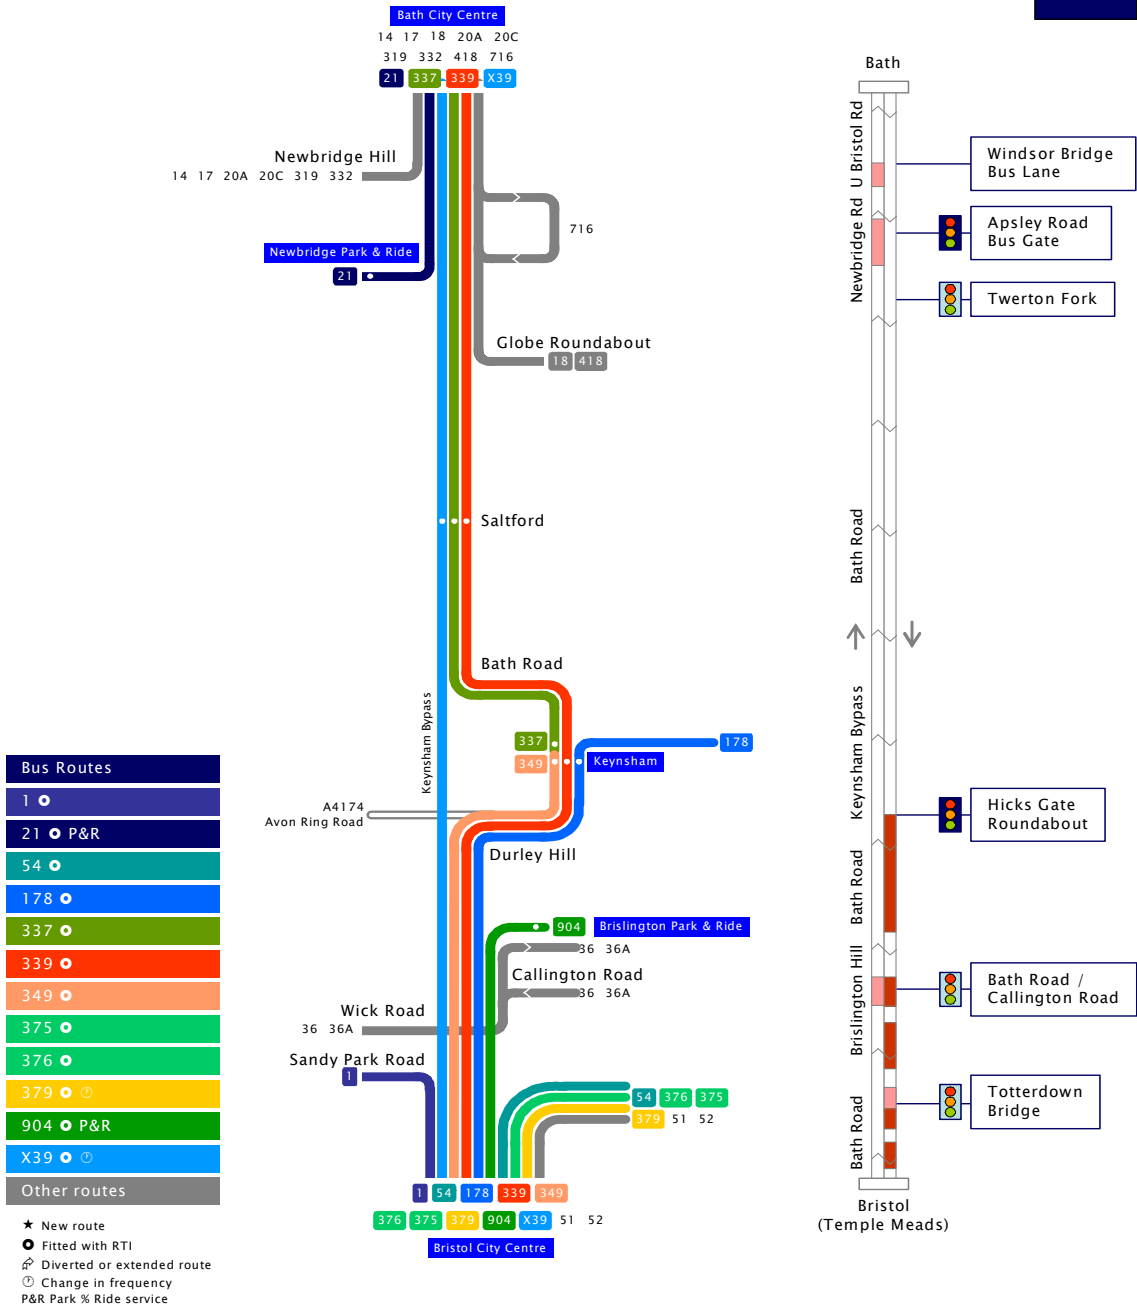 Bath City Centre
14 17 18 20A 20C
319 332 418 716
21 337 339 X39
Newbridge Hill
14 17 20A 20C 319 332
716
Newbridge Park & Ride
21
Globe Roundabout
18 418
Saltford
Bath Road
Keynsham Bypass
337
349
Keynsham
178
A4174
Avon Ring Road
Durley Hill
904
Brislington Park & Ride
36 36A
Callington Road
36 36A
Wick Road
36 36A
Sandy Park Road
1
54 376 375
379 51 52
1 54 178 339 349
376 375 379 904 X39 51 52
Bristol City Centre
Bus Routes
1
21 P&R
54
178
337
339
349
375
376
379
904 P&R
X39
Other routes
New route
Fitted with RTI
Diverted or extended route
Change in frequency
P&R Park % Ride service
Bath
U Bristol Rd
Newbridge Rd
Bath Road
Keynsham Bypass
Bath Road
Brislington Hill
Bath Road
Windsor Bridge
Bus Lane
Apsley Road
Bus Gate
Twerton Fork
Hicks Gate
Roundabout
Bath Road /
Callington Road
Totterdown
Bridge
Bristol
(Temple Meads)